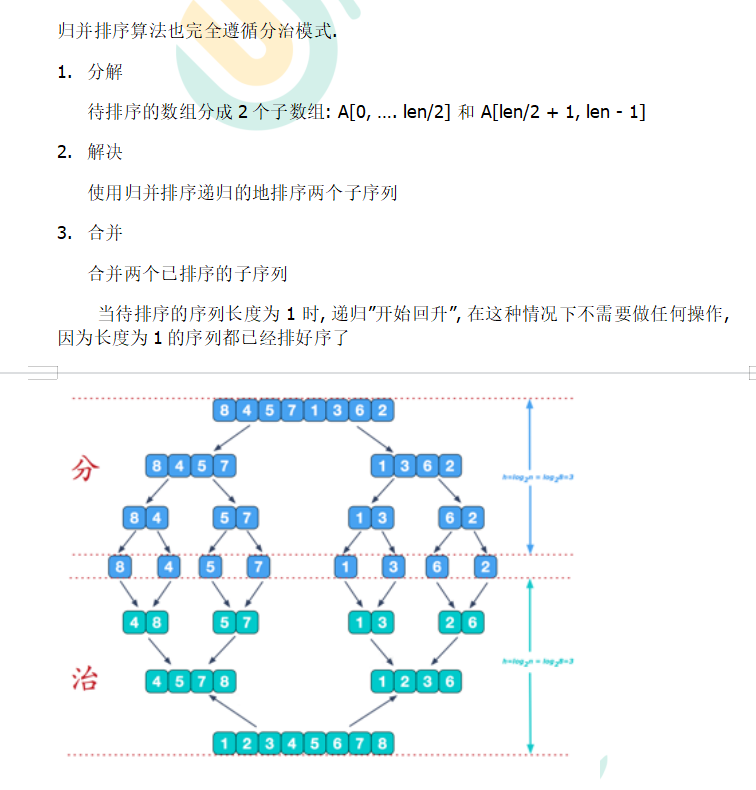 归并排序算法也完全遵循分治模式.
1. 分解
待排序的数组分成 2 个子数组: A[0, .... len/2] 和 A[len/2 + 1, len - 1]
2. 解决
使用归并排序递归的地排序两个子序列
3. 合并
合并两个已排序的子序列
当待排序的序列长度为 1 时, 递归"开始回升", 在这种情况下不需要做任何操作,
因为长度为 1 的序列都已经排好序了
8 4 5 7 1 3 6 2
分
8 4 5 7 1 3 6 2
h=log₂n = log₂8=3
8 4 5 7 1 3 6 2
8 4 5 7 1 3 6 2
4 8 5 7 1 3 2 6
治
4 5 7 8 1 2 3 6
h=log₂n = log₂8=3
1 2 3 4 5 6 7 8